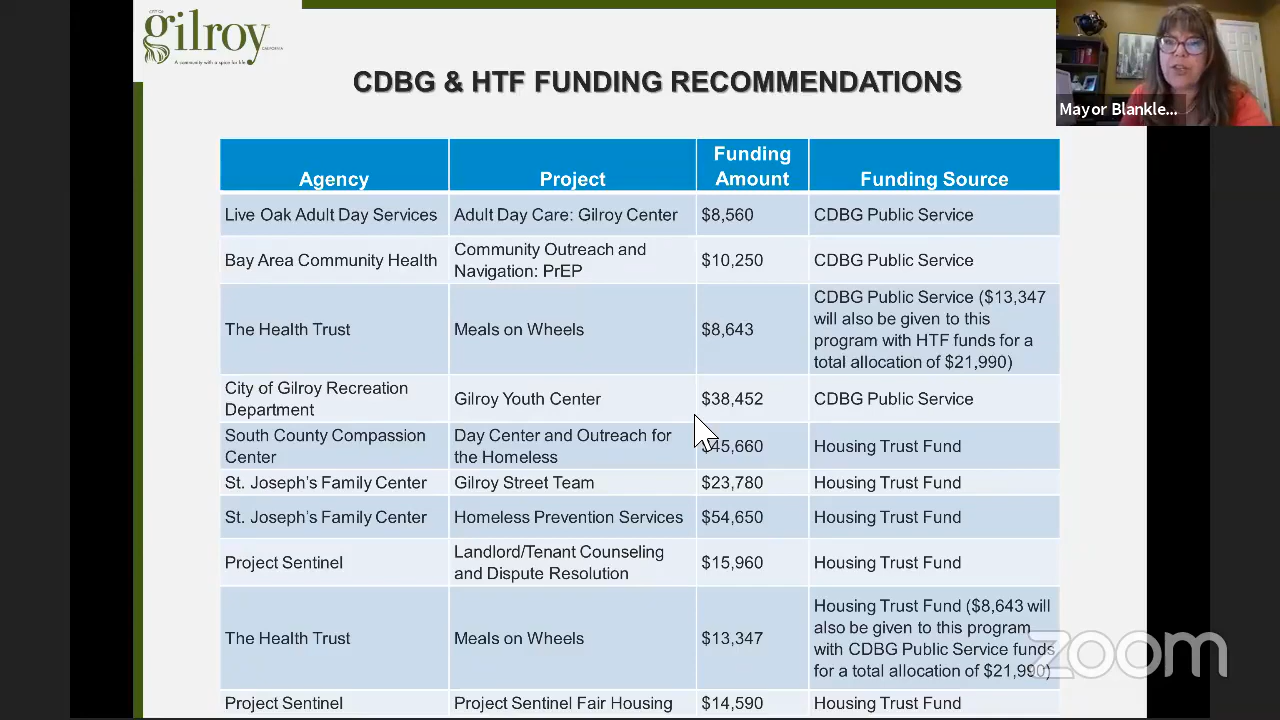 gilroy
CALIFORNIA
A community with a spice for life
CDBG & HTF FUNDING RECOMMENDATIONS
Mayor Blankle...
Agency Project Funding Amount Funding Source
Live Oak Adult Day Services Adult Day Care: Gilroy Center $8,560 CDBG Public Service
Bay Area Community Health Community Outreach and Navigation: PrEP $10,250 CDBG Public Service
The Health Trust Meals on Wheels $8,643 CDBG Public Service ($13,347
will also be given to this
program with HTF funds for a
total allocation of $21,990)
City of Gilroy Recreation Department Gilroy Youth Center $38,452 CDBG Public Service
South County Compassion Center Day Center and Outreach for the Homeless $45,660 Housing Trust Fund
St. Joseph's Family Center Gilroy Street Team $23,780 Housing Trust Fund
St. Joseph's Family Center Homeless Prevention Services $54,650 Housing Trust Fund
Project Sentinel Landlord/Tenant Counseling and Dispute Resolution $15,960 Housing Trust Fund
The Health Trust Meals on Wheels $13,347 Housing Trust Fund ($8,643 will
also be given to this program
with CDBG Public Service funds
for a total allocation of $21,990)
Project Sentinel Project Sentinel Fair Housing $14,590 Housing Trust Fund
zoom